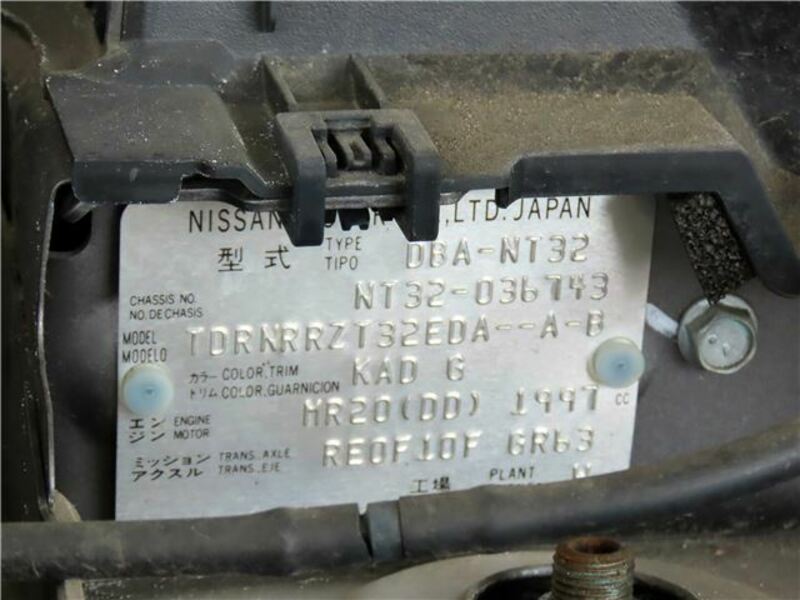 NISSAN MOTOR CO.,LTD.JAPAN
型式 TYPE TIPO DBA-NT32
CHASSIS NO. NO.DE CHASIS NT32-036743
MODEL MODELO TDRNRRZT32EDA--A-B
カラー トリム COLOR,TRIM COLOR,GUARNICION KAD G
エンジン ENGINE MOTOR MR20(DD) 1997 CC
ミッション アクスル TRANS.AXLE TRANS.EJE RE0F10F GR63
工場 PLANT